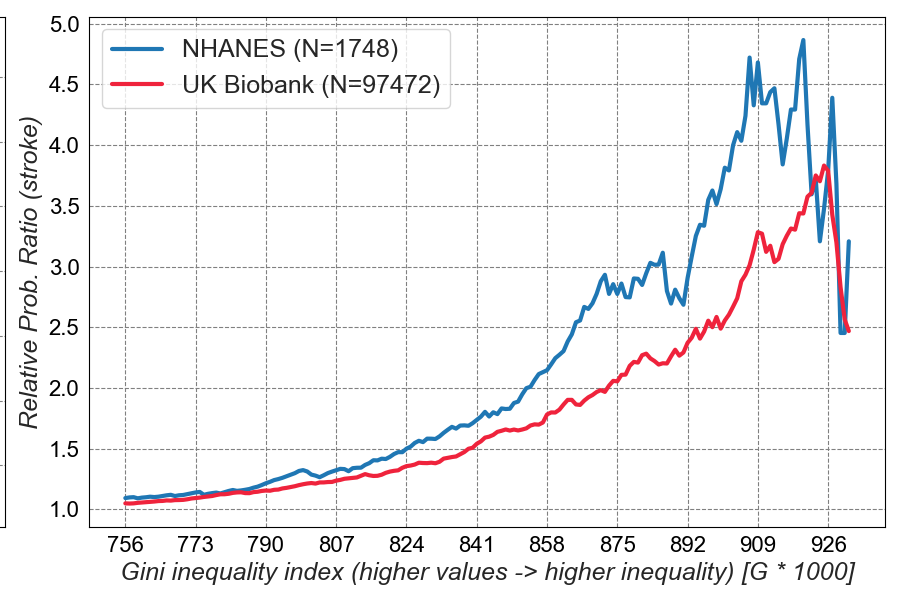 NHANES (N=1748)
UK Biobank (N=97472)
Relative Prob. Ratio (stroke)
5.0
4.5
4.0
3.5
3.0
2.5
2.0
1.5
1.0
756 773 790 807 824 841 858 875 892 909 926
Gini inequality index (higher values -> higher inequality) [G * 1000]